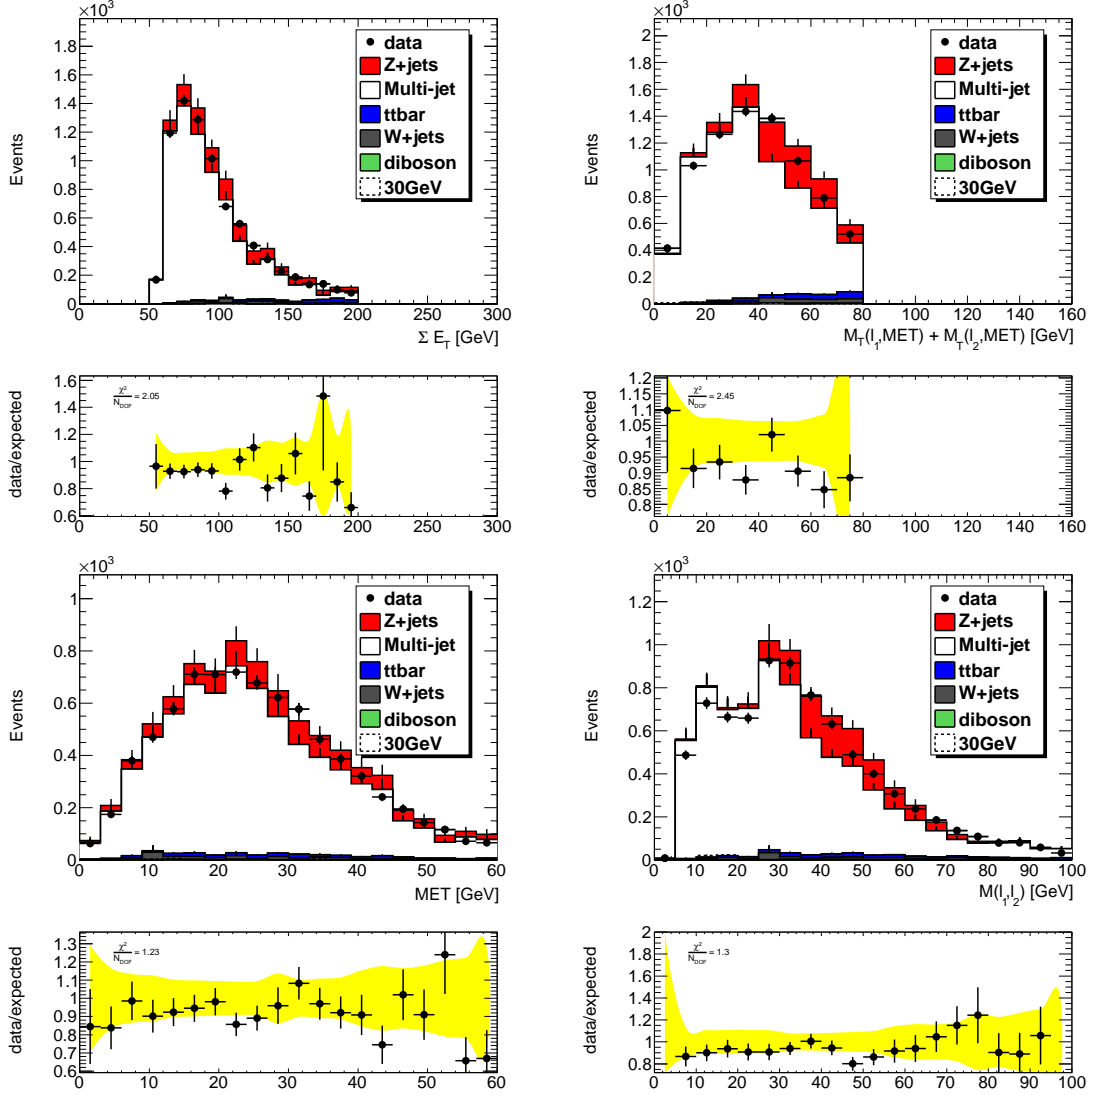 ×10³
Events
1.8
1.6
1.4
1.2
1
0.8
0.6
0.4
0.2
0
data
Z+jets
Multi-jet
ttbar
W+jets
diboson
30GeV
0 50 100 150 200 250 300
Σ E_T [GeV]
×10³
Events
2
1.8
1.6
1.4
1.2
1
0.8
0.6
0.4
0.2
0
data
Z+jets
Multi-jet
ttbar
W+jets
diboson
30GeV
0 20 40 60 80 100 120 140 160
M_T(l_1,MET) + M_T(l_2,MET) [GeV]
data/expected
1.6
1.4
1.2
1
0.8
0.6
χ²/N_DOF = 2.05
0 50 100 150 200 250 300
data/expected
1.2
1.15
1.1
1.05
1
0.95
0.9
0.85
χ²/N_DOF = 2.45
0 20 40 60 80 100 120 140 160
×10³
Events
1
0.8
0.6
0.4
0.2
0
data
Z+jets
Multi-jet
ttbar
W+jets
diboson
30GeV
0 10 20 30 40 50 60
MET [GeV]
×10³
Events
1.2
1
0.8
0.6
0.4
0.2
0
data
Z+jets
Multi-jet
ttbar
W+jets
diboson
30GeV
0 10 20 30 40 50 60 70 80 90 100
M(l_1,l_2) [GeV]
data/expected
1.3
1.2
1.1
1
0.9
0.8
0.7
0.6
χ²/N_DOF = 1.23
0 10 20 30 40 50 60
data/expected
2
1.8
1.6
1.4
1.2
1
0.8
χ²/N_DOF = 1.3
0 10 20 30 40 50 60 70 80 90 100